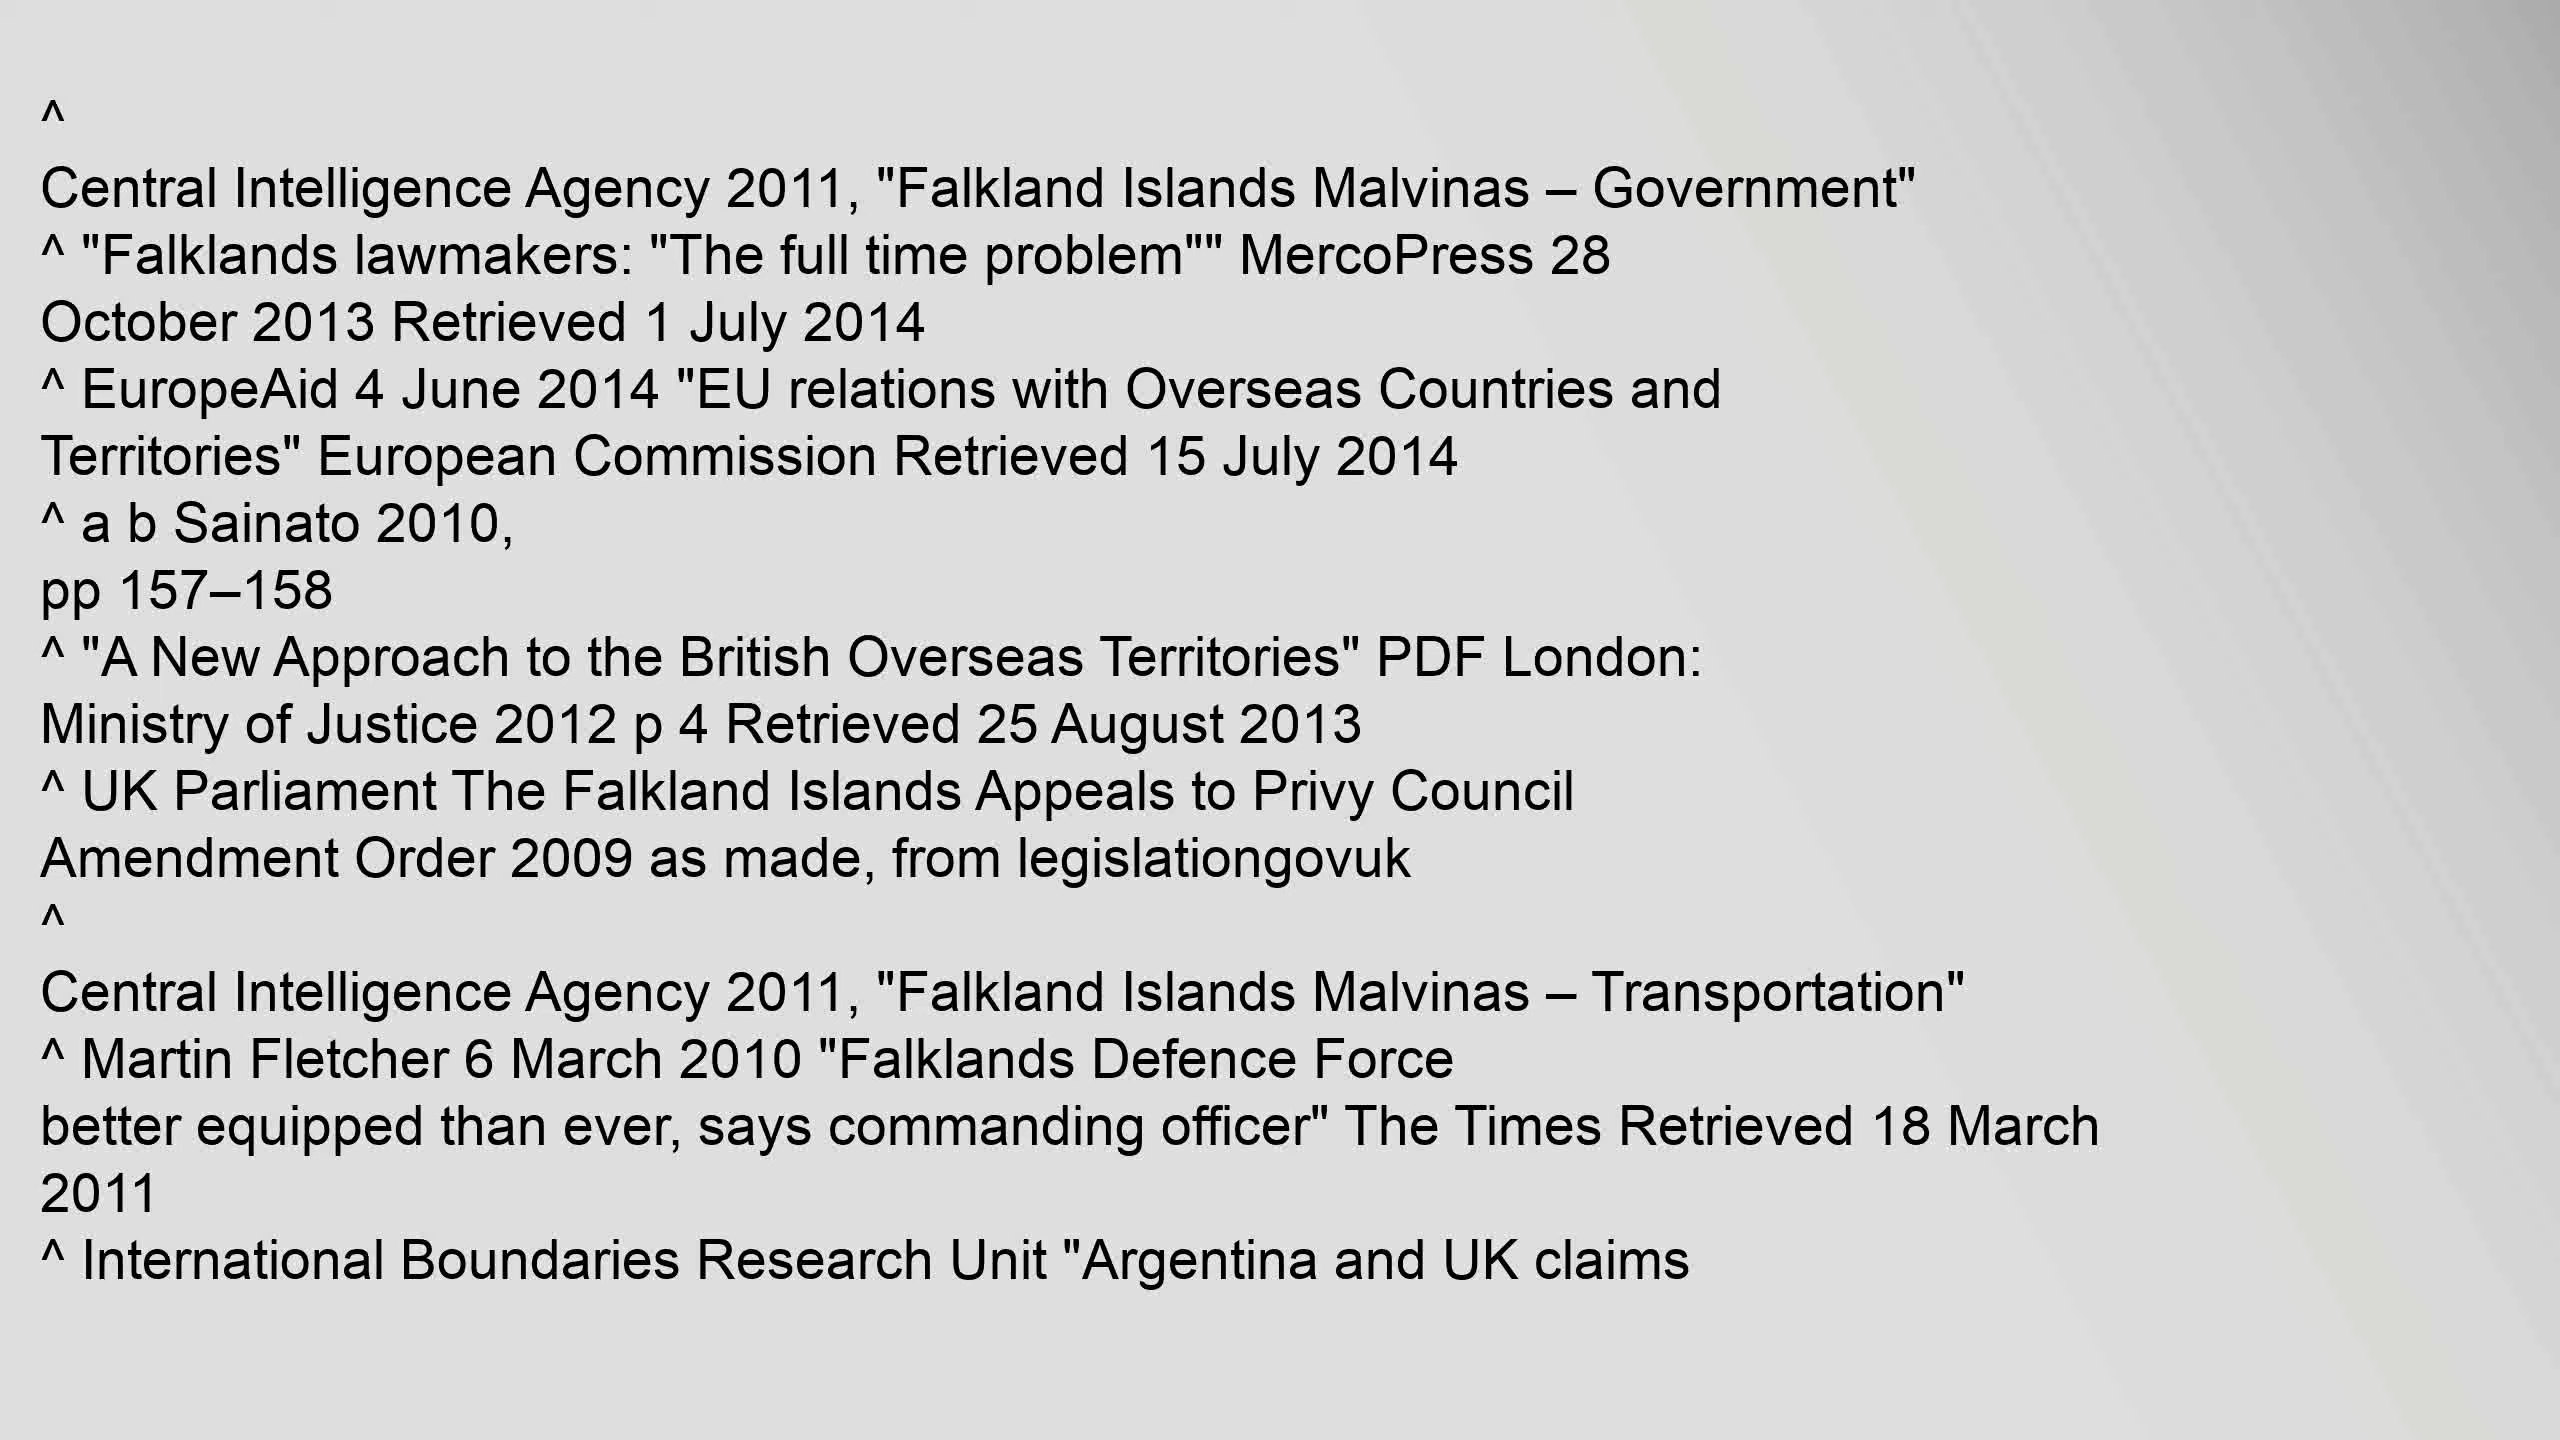 ^
Central Intelligence Agency 2011, "Falkland Islands Malvinas – Government"
^ "Falklands lawmakers: "The full time problem"" MercoPress 28
October 2013 Retrieved 1 July 2014
^ EuropeAid 4 June 2014 "EU relations with Overseas Countries and
Territories" European Commission Retrieved 15 July 2014
^ a b Sainato 2010,
pp 157–158
^ "A New Approach to the British Overseas Territories" PDF London:
Ministry of Justice 2012 p 4 Retrieved 25 August 2013
^ UK Parliament The Falkland Islands Appeals to Privy Council
Amendment Order 2009 as made, from legislationgovuk
^
Central Intelligence Agency 2011, "Falkland Islands Malvinas – Transportation"
^ Martin Fletcher 6 March 2010 "Falklands Defence Force
better equipped than ever, says commanding officer" The Times Retrieved 18 March
2011
^ International Boundaries Research Unit "Argentina and UK claims